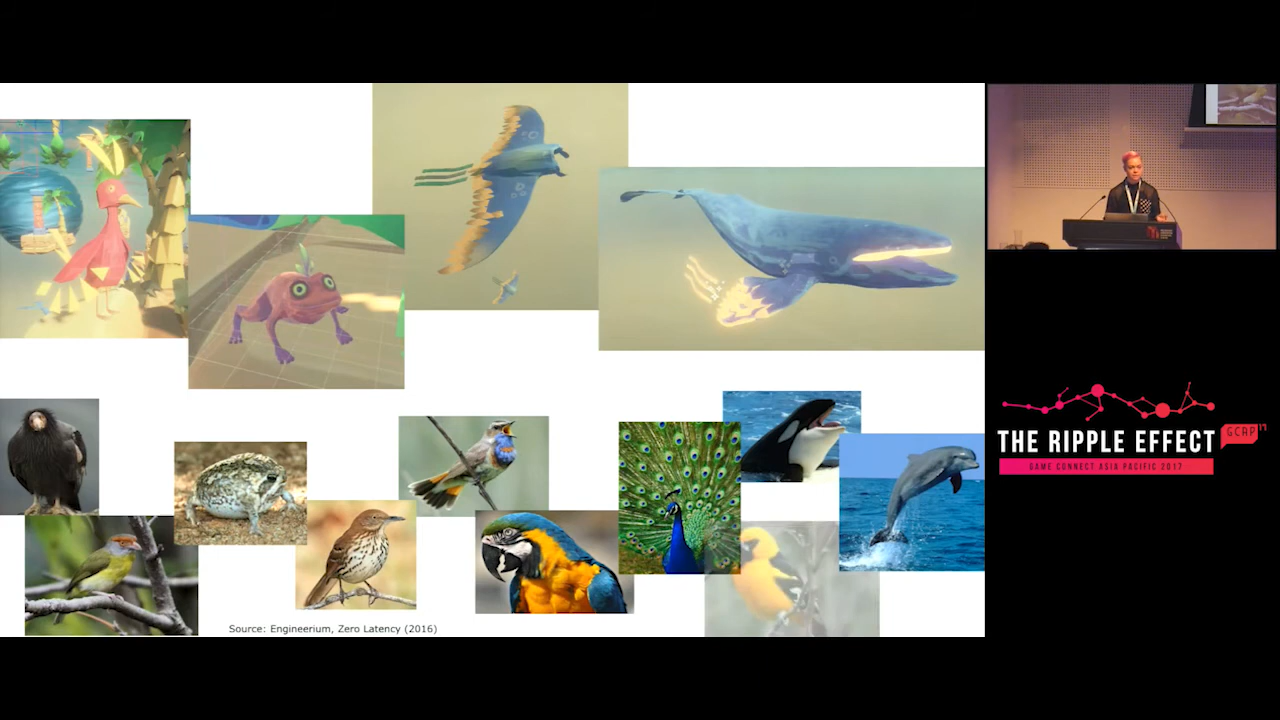 THE RIPPLE EFFECT
GCAP 17
GAME CONNECT ASIA PACIFIC 2017
Source: Engineerium, Zero Latency (2016)